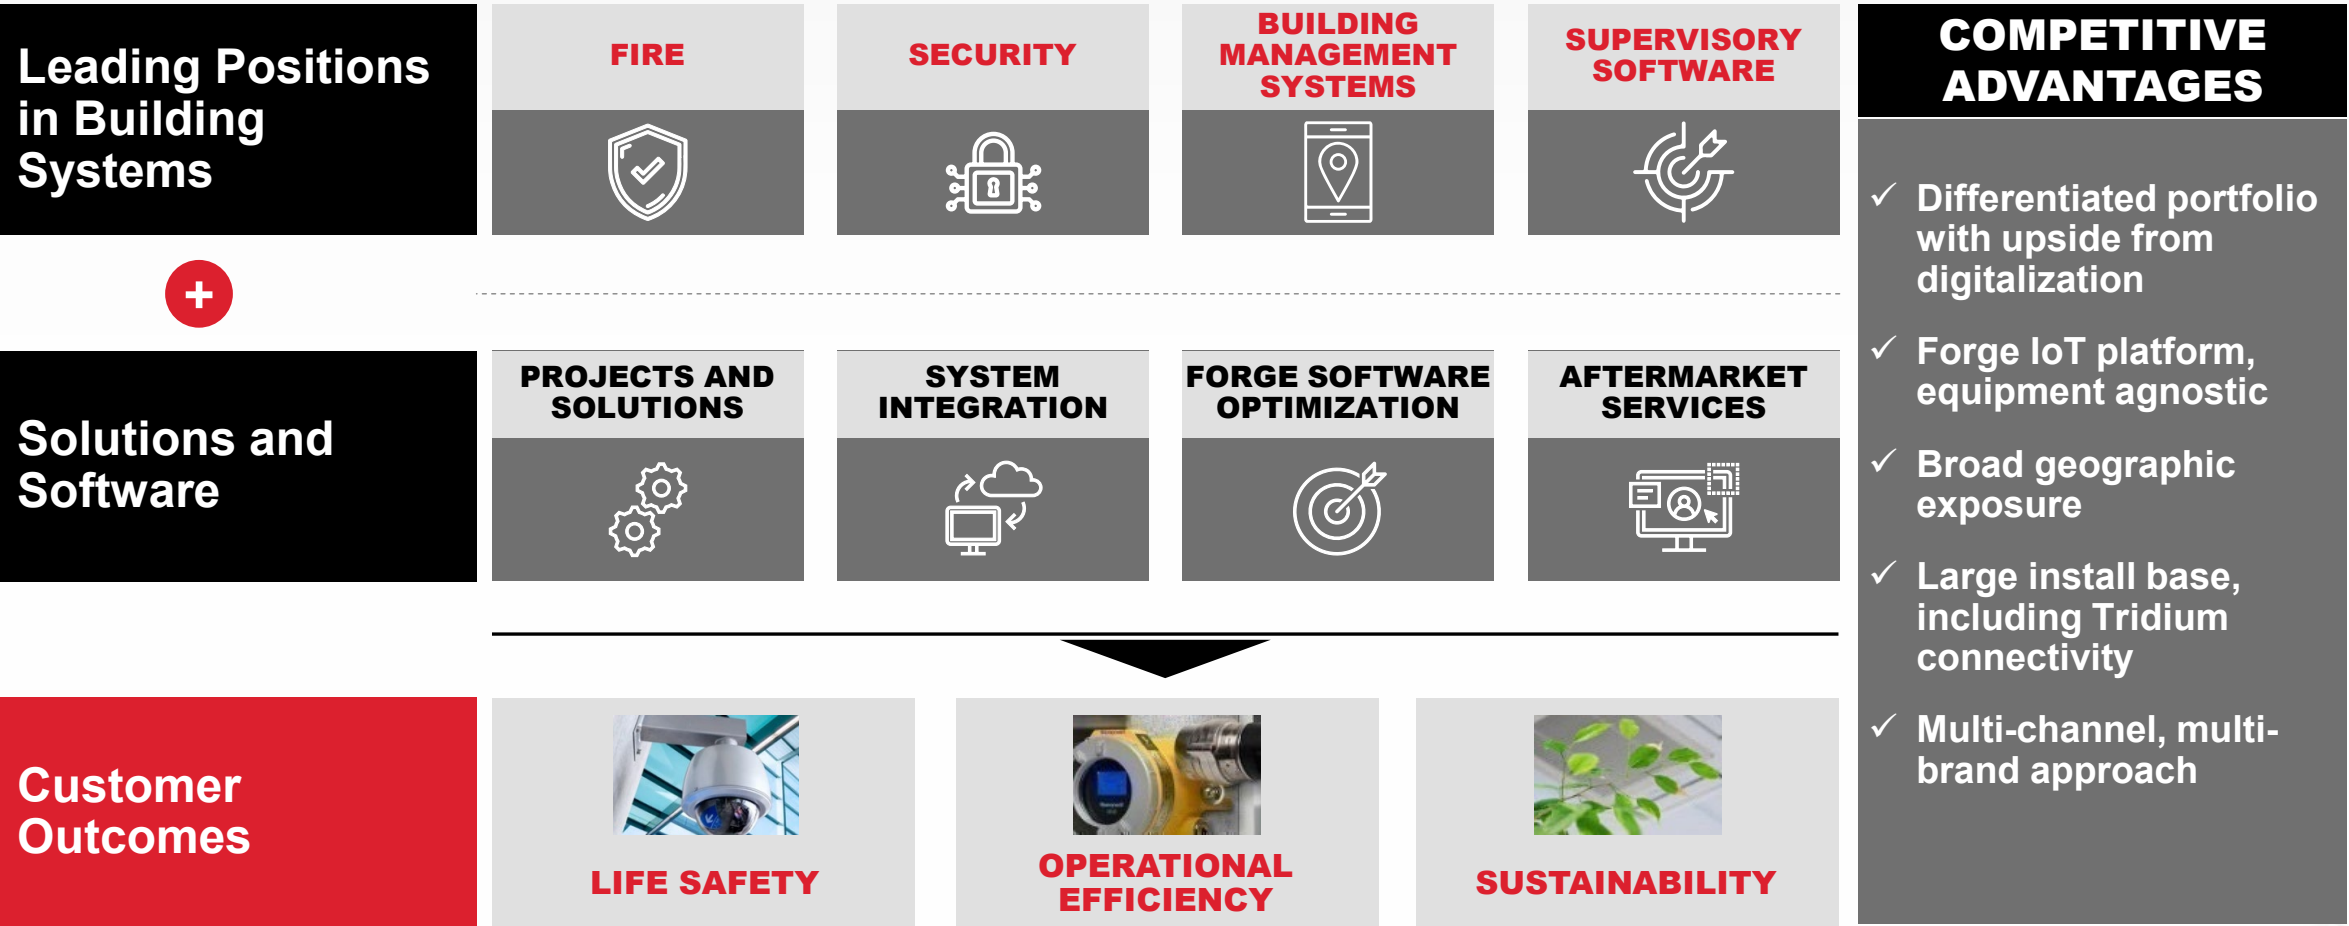 Leading Positions
in Building
Systems
FIRE
SECURITY
BUILDING
MANAGEMENT
SYSTEMS
SUPERVISORY
SOFTWARE
+
Solutions and
Software
PROJECTS AND
SOLUTIONS
SYSTEM
INTEGRATION
FORGE SOFTWARE
OPTIMIZATION
AFTERMARKET
SERVICES
Customer
Outcomes
LIFE SAFETY
OPERATIONAL
EFFICIENCY
SUSTAINABILITY
COMPETITIVE
ADVANTAGES
✓ Differentiated portfolio
with upside from
digitalization
✓ Forge IoT platform,
equipment agnostic
✓ Broad geographic
exposure
✓ Large install base,
including Tridium
connectivity
✓ Multi-channel, multi-
brand approach